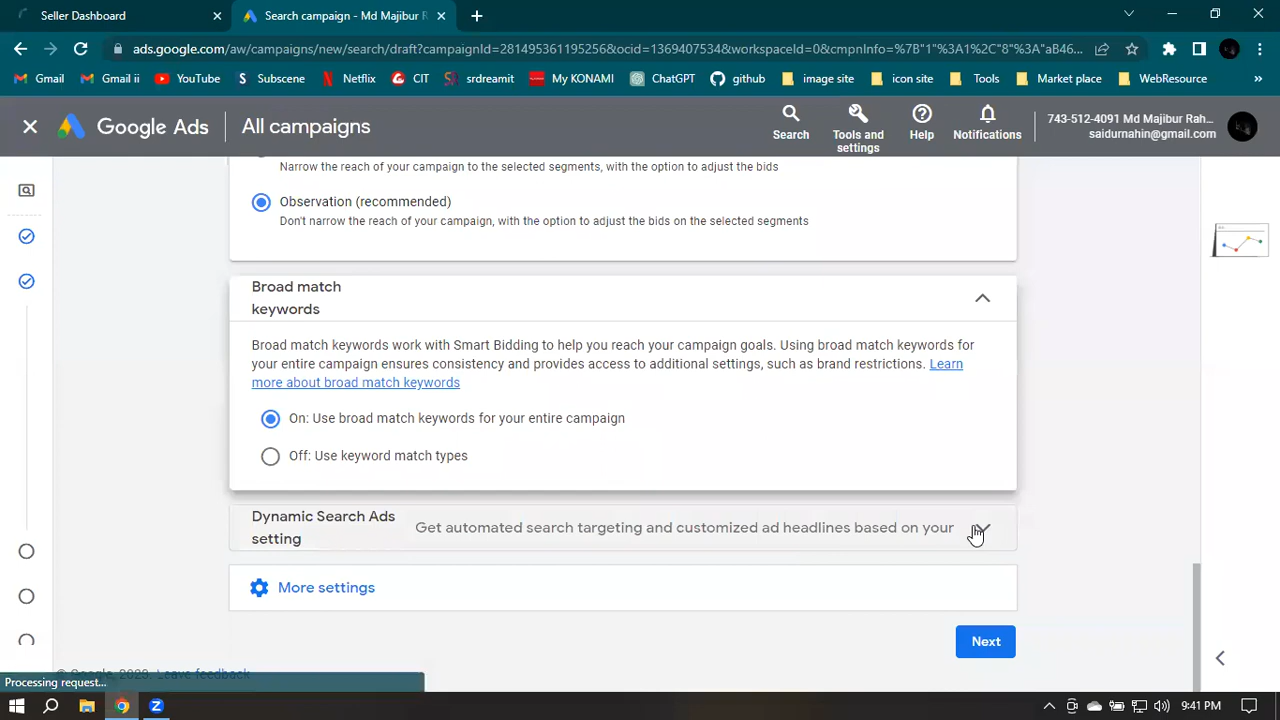 Seller Dashboard
Search campaign - Md Majibur R
ads.google.com/aw/campaigns/new/search/draft?campaignId=281495361195256&ocid=13694075534&workspaceId=0&cmpnInfo=%7B"1"%3A1%2C"8"%3A"aB46...
Gmail
Gmail ii
YouTube
Subscene
Netflix
CIT
srdreamit
My KONAMI
ChatGPT
github
image site
icon site
Tools
Market place
WebResource
»
Google Ads
All campaigns
Search
Tools and
settings
Help
Notifications
743-512-4091 Md Majibur Rah...
saidurnahin@gmail.com
Narrow the reach of your campaign to the selected segments, with the option to adjust the bids
Observation (recommended)
Don't narrow the reach of your campaign, with the option to adjust the bids on the selected segments
Broad match
keywords
Broad match keywords work with Smart Bidding to help you reach your campaign goals. Using broad match keywords for
your entire campaign ensures consistency and provides access to additional settings, such as brand restrictions. Learn
more about broad match keywords
On: Use broad match keywords for your entire campaign
Off: Use keyword match types
Dynamic Search Ads
setting
Get automated search targeting and customized ad headlines based on your
More settings
Next
© Google, 2023. Leave feedback
Processing request...
9:41 PM